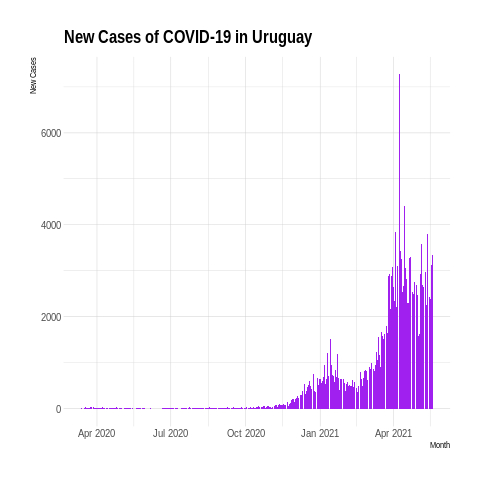 New Cases of COVID-19 in Uruguay
New Cases
6000
4000
2000
0
Apr 2020
Jul 2020
Oct 2020
Jan 2021
Apr 2021
Month